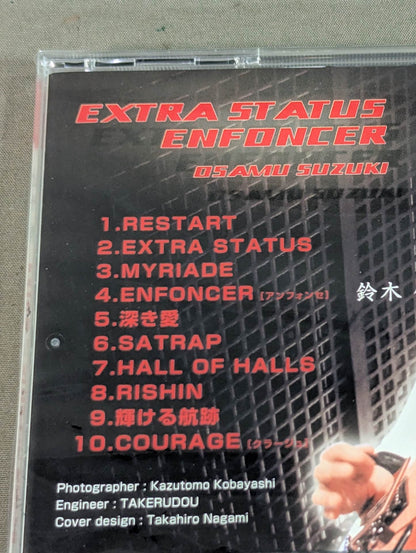 EXTRA STATUS
ENFONCER
OSAMU SUZUKI
1.RESTART
2.EXTRA STATUS
3.MYRIADE
4.ENFONCER [アンフォンセ]
鈴木
5.深き愛
6.SATRAP
7.HALL OF HALLS
8.RISHIN
9.輝ける航跡
10.COURAGE [クラージュ]
Photographer : Kazutomo Kobayashi
Engineer : TAKERUDOU
Cover design : Takahiro Nagami